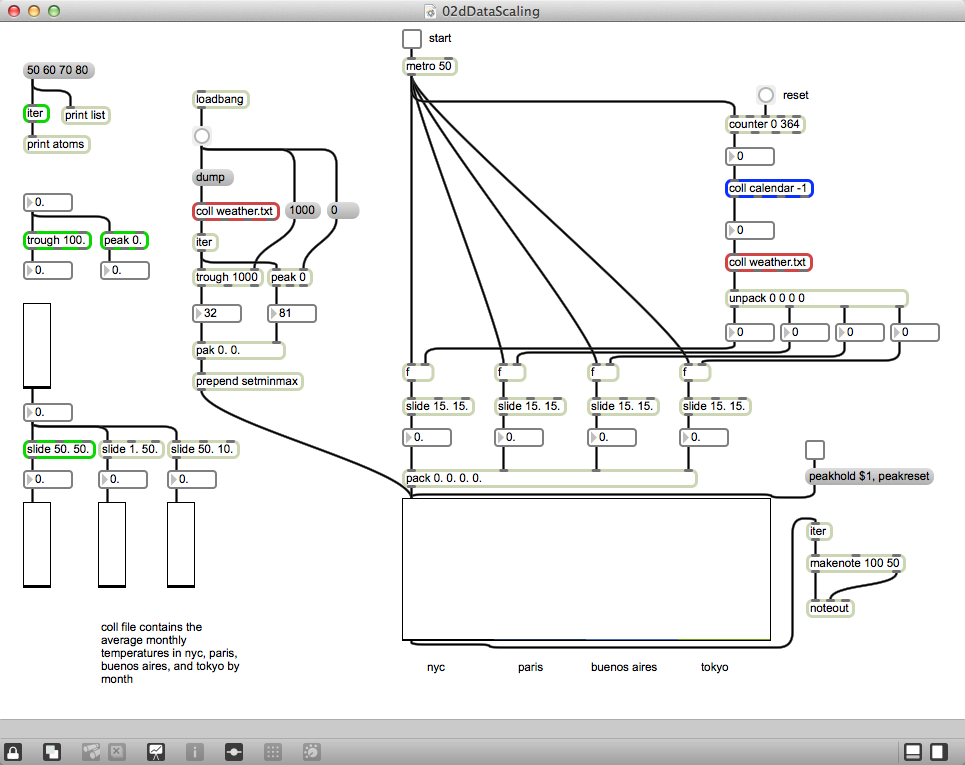 02dDataScaling
start
metro 50
50 60 70 80
iter
print list
print atoms
loadbang
reset
counter 0 364
0
dump
coll calendar -1
0.
coll weather.txt
1000
0
trough 100.
peak 0.
iter
0
0.
0.
coll weather.txt
trough 1000
peak 0
unpack 0 0 0 0
32
81
0
0
0
0
pak 0. 0.
f
f
f
f
prepend setminmax
0.
slide 15. 15.
slide 15. 15.
slide 15. 15.
slide 15. 15.
slide 50. 50.
slide 1. 50.
slide 50. 10.
0.
0.
0.
0.
0.
0.
0.
pack 0. 0. 0. 0.
peakhold $1, peakreset
iter
makenote 100 50
noteout
coll file contains the
average monthly
temperatures in nyc, paris,
buenos aires, and tokyo by
month
nyc
paris
buenos aires
tokyo